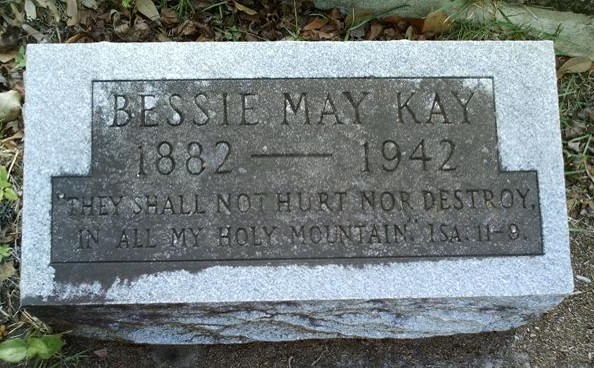 BESSIE MAY KAY
1882 — 1942
"THEY SHALL NOT HURT NOR DESTROY,
IN ALL MY HOLY MOUNTAIN." ISA. 11-9.